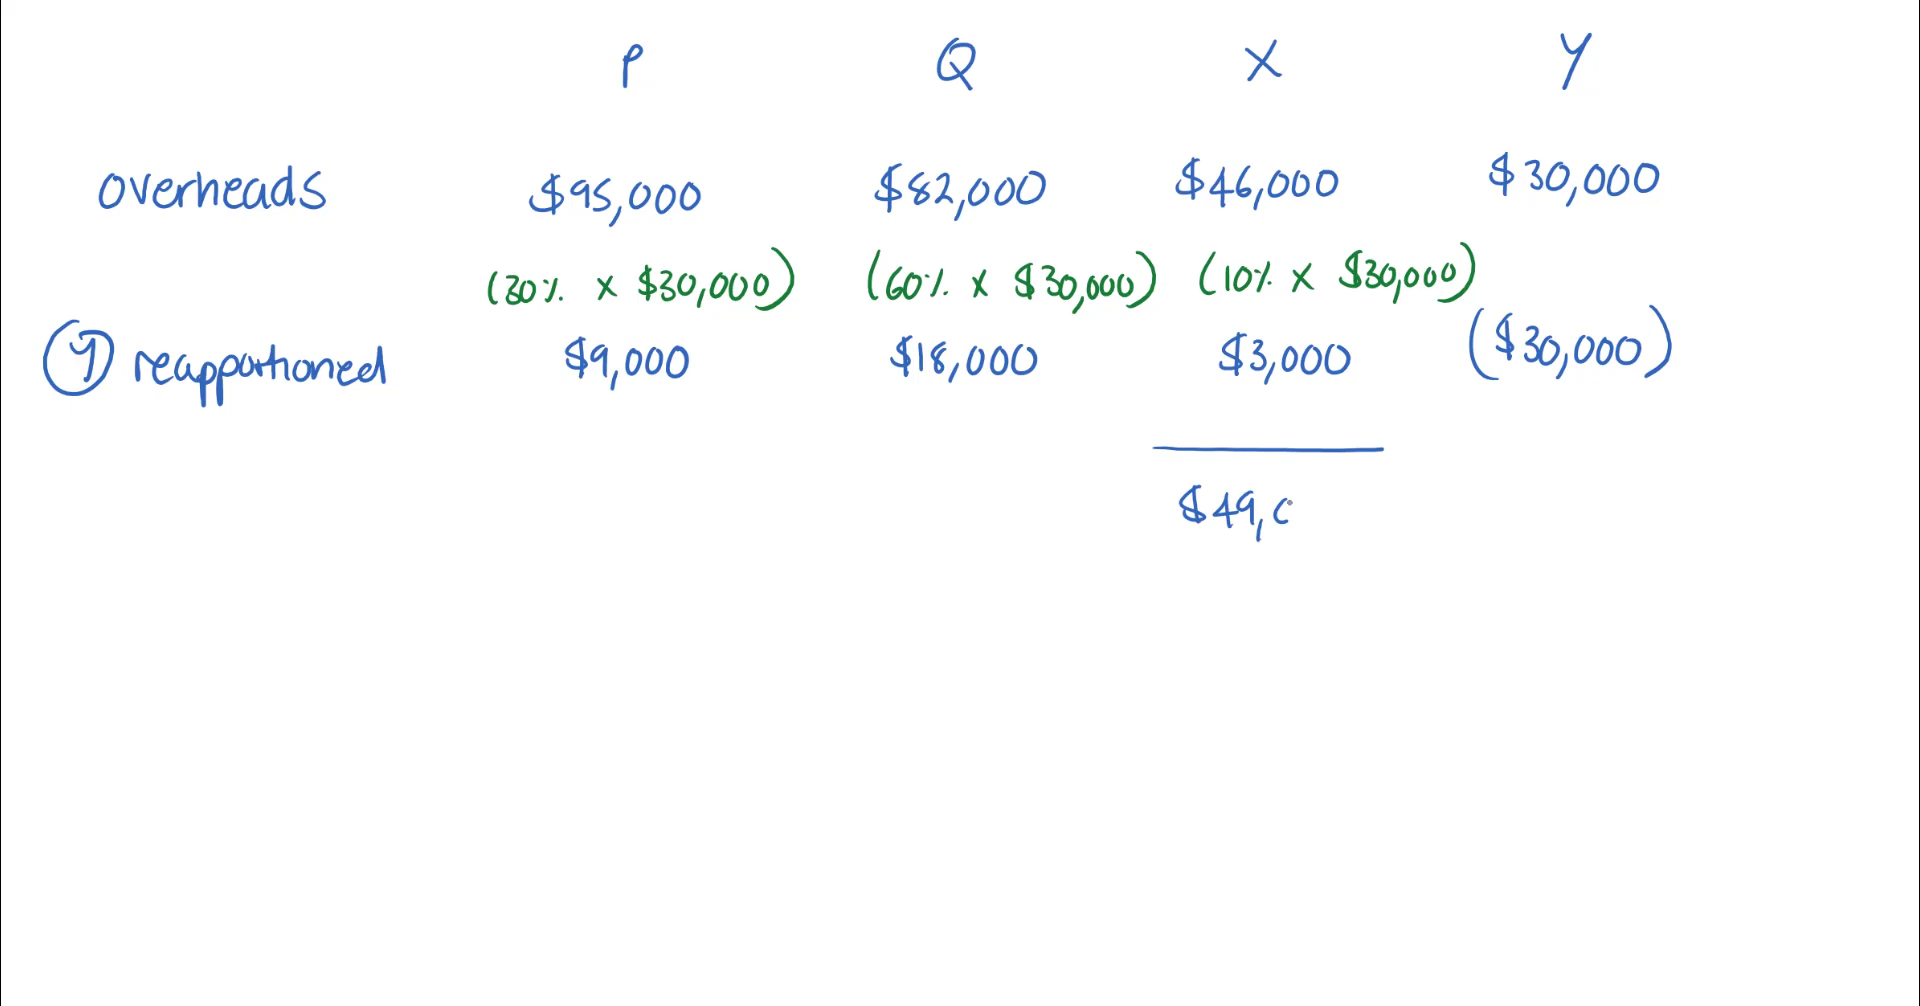 P Q X Y
overheads $95,000 $82,000 $46,000 $30,000
(30% x $30,000) (60% x $30,000) (10% x $30,000)
Y reapportioned $9,000 $18,000 $3,000 ($30,000)
$49,0